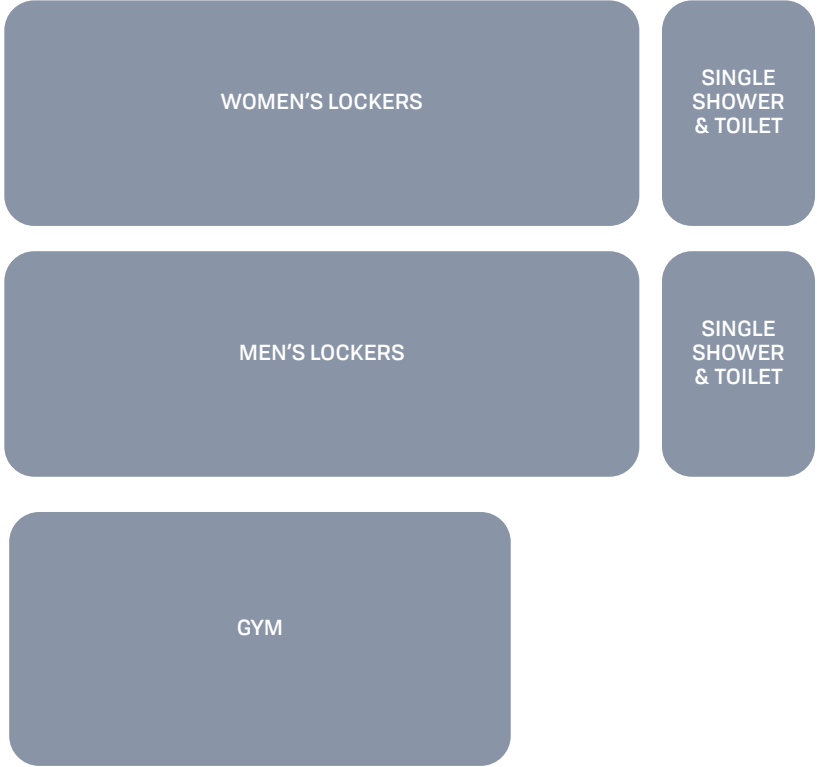 WOMEN’S LOCKERS
SINGLE
SHOWER
& TOILET
MEN’S LOCKERS
SINGLE
SHOWER
& TOILET
GYM